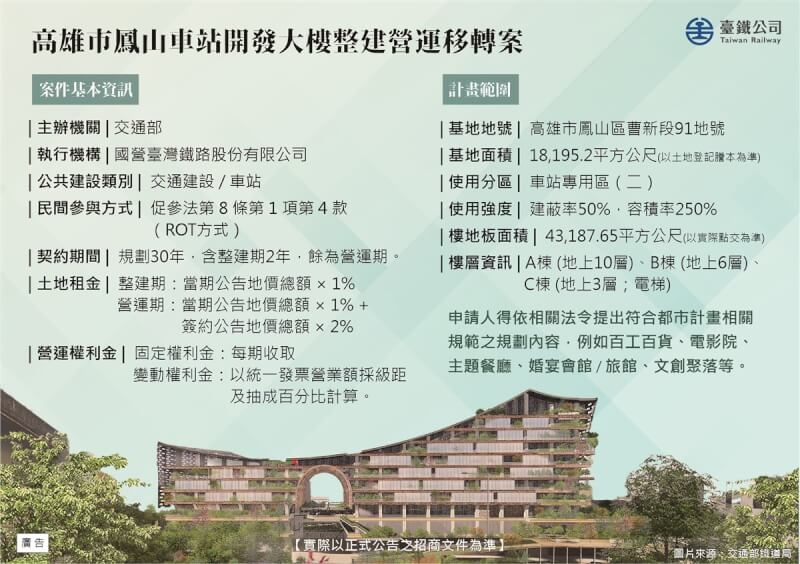 高雄市鳳山車站開發大樓整建營運移轉案
臺鐵公司
Taiwan Railway
案件基本資訊
|主辦機關| 交通部
|執行機構| 國營臺灣鐵路股份有限公司
|公共建設類別| 交通建設/車站
|民間參與方式| 促參法第8條第1項第4款
（ROT方式）
|契約期間| 規劃30年，含整建期2年，餘為營運期。
|土地租金| 整建期：當期公告地價總額 × 1%
營運期：當期公告地價總額 × 1% +
簽約公告地價總額 × 2%
|營運權利金| 固定權利金：每期收取
變動權利金：以統一發票營業額採級距
及抽成百分比計算。
計畫範圍
|基地地號| 高雄市鳳山區曹新段91地號
|基地面積| 18,195.2平方公尺(以土地登記謄本為準)
|使用分區| 車站專用區（二）
|使用強度| 建蔽率50%，容積率250%
|樓地板面積| 43,187.65平方公尺(以實際點交為準)
|樓層資訊| A棟 (地上10層)、B棟 (地上6層)、
C棟 (地上3層；電梯)
申請人得依相關法令提出符合都市計畫相關
規範之規劃內容，例如百工百貨、電影院、
主題餐廳、婚宴會館/旅館、文創聚落等。
廣告
【實際以正式公告之招商文件為準】
圖片來源：交通部鐵道局